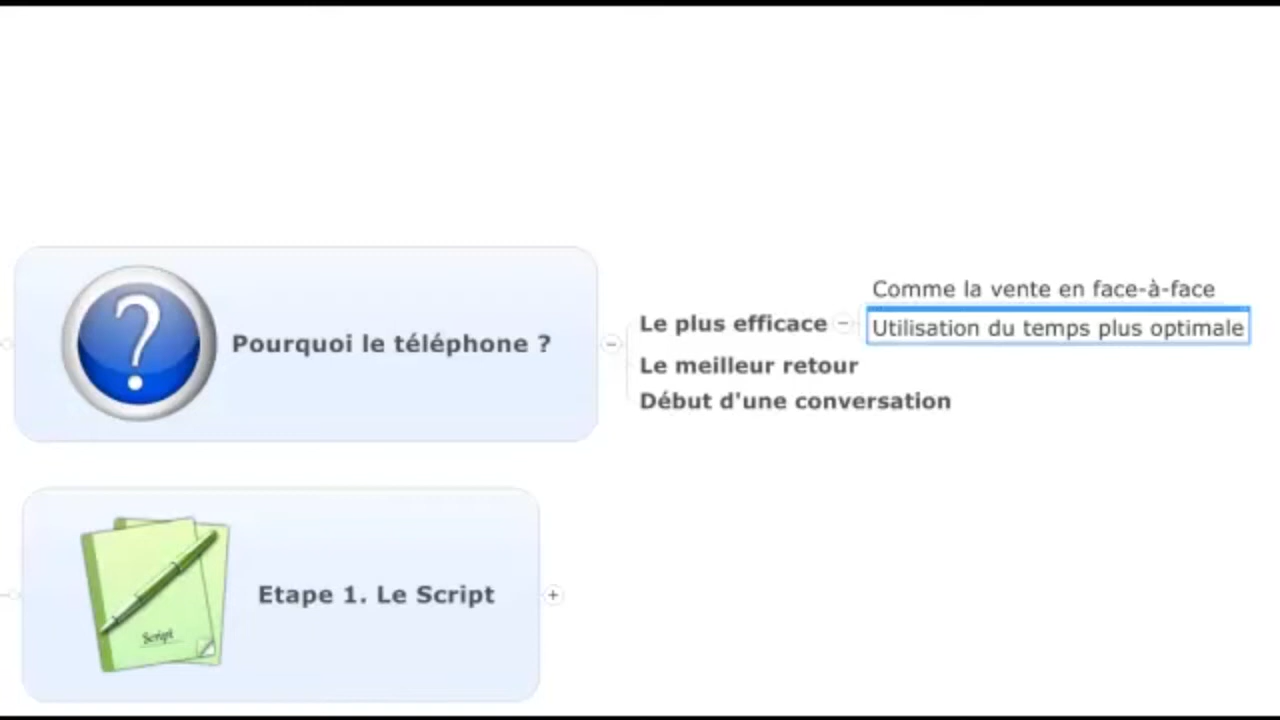 Pourquoi le téléphone ?
Le plus efficace
Comme la vente en face-à-face
Utilisation du temps plus optimale
Le meilleur retour
Début d'une conversation
Script
Etape 1. Le Script